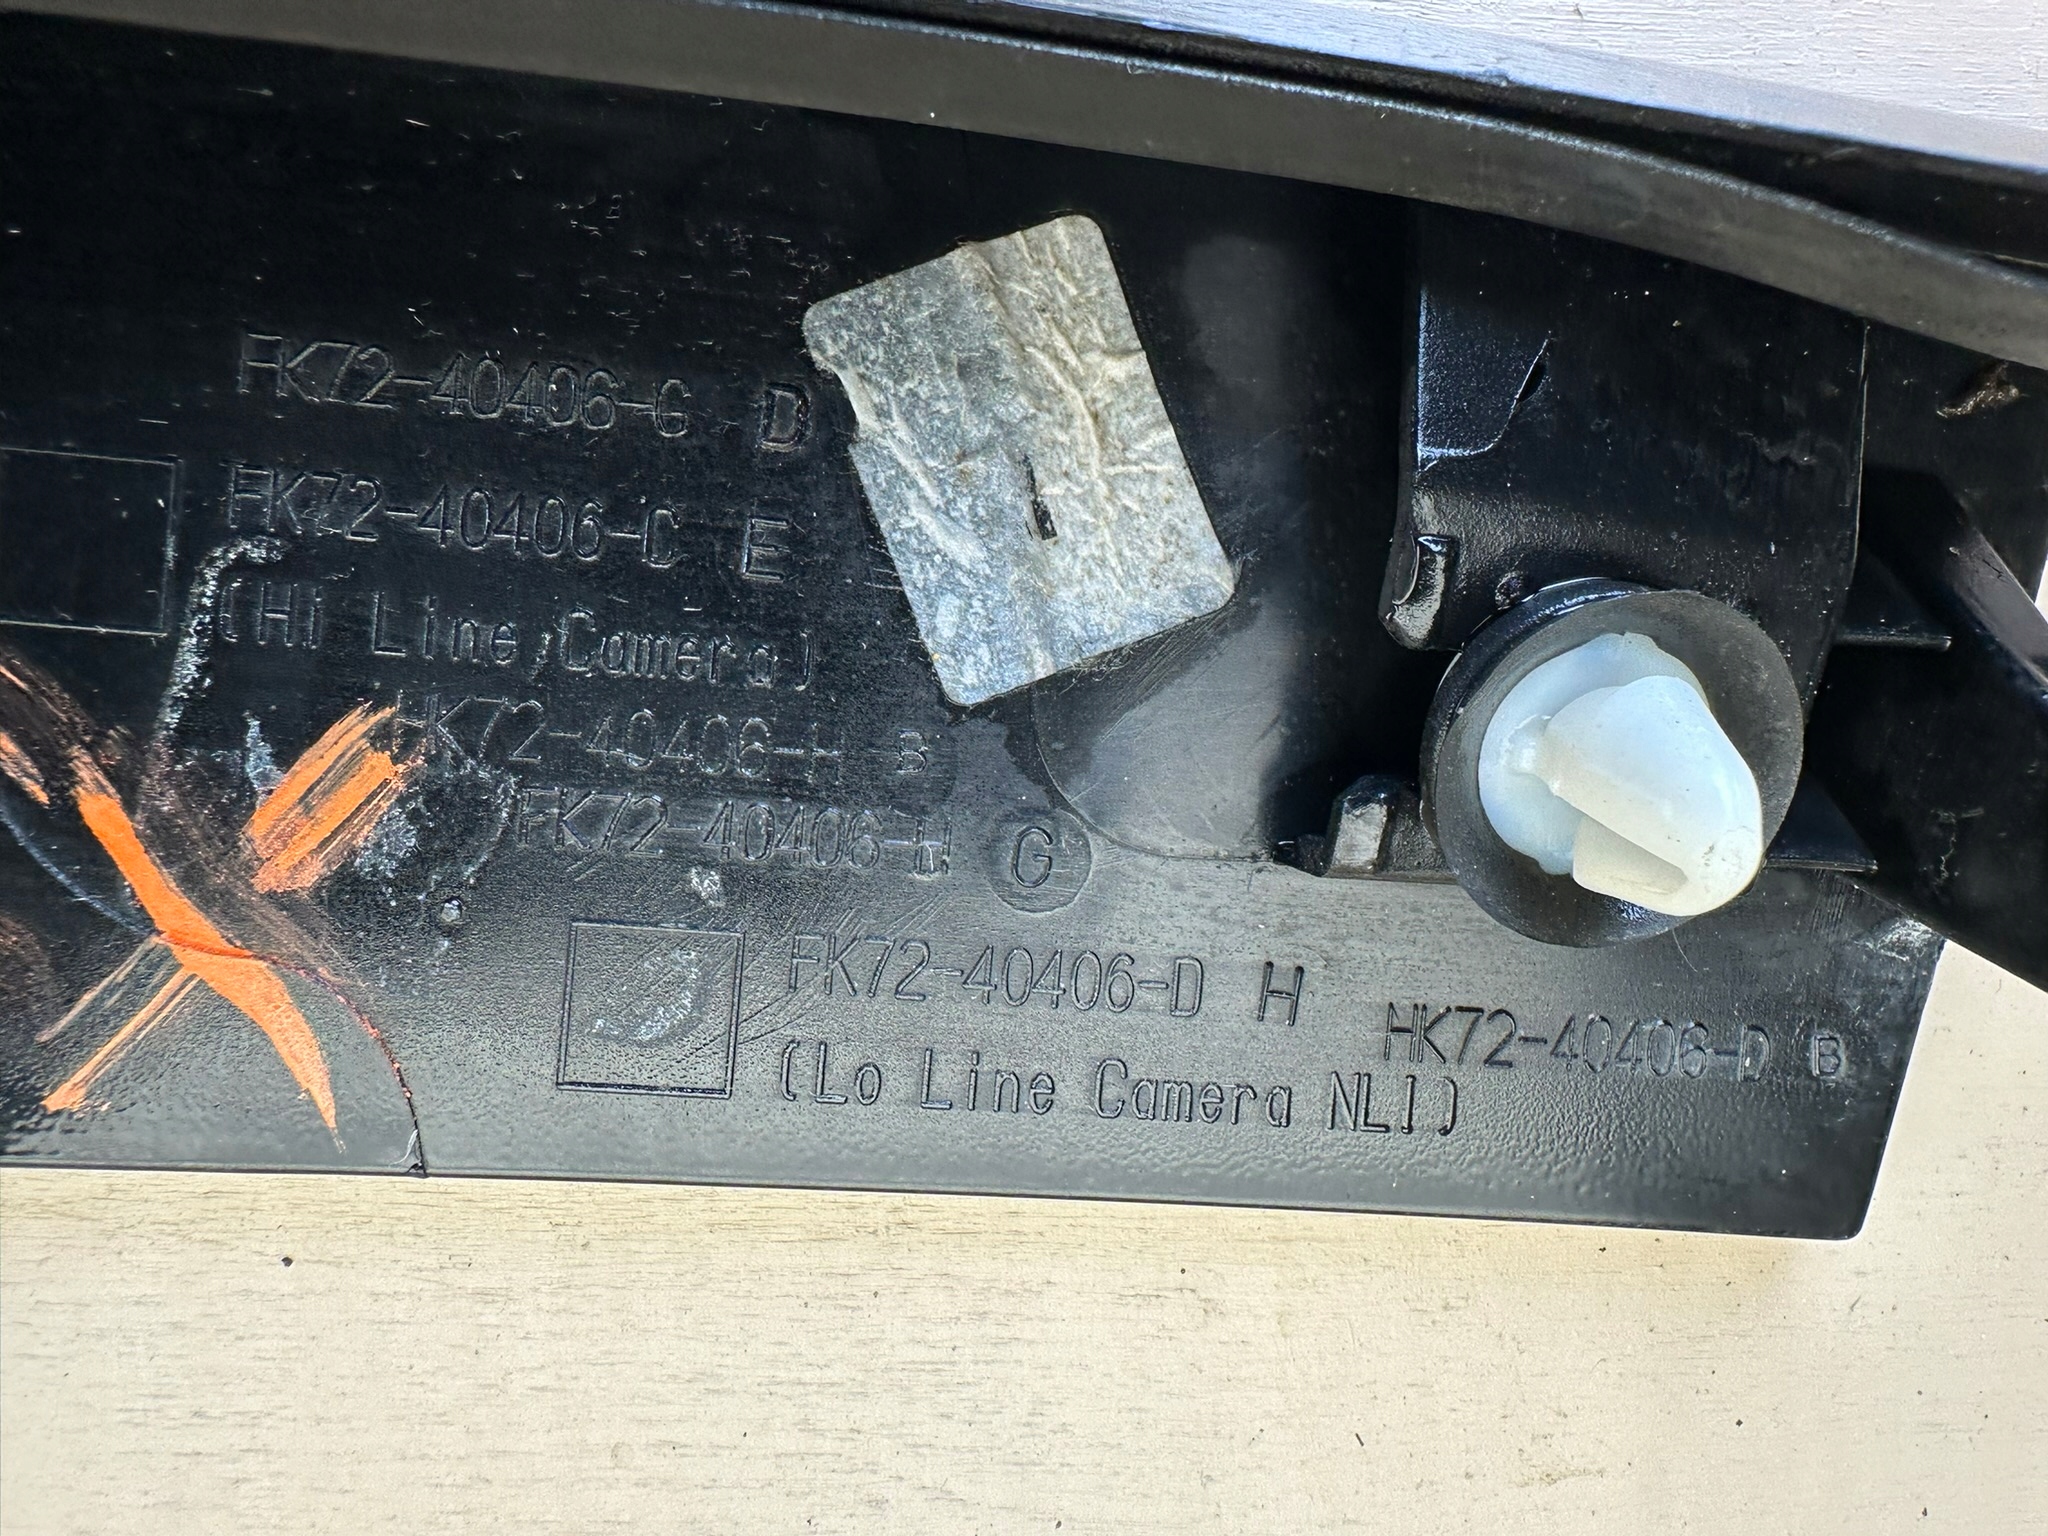 FK72-40406-G D
FK72-40406-C E
(Hi Line, Camera)
HK72-40406-H B
FK72-40406-H G
FK72-40406-D H
(Lo Line Camera NLI)
HK72-40406-D B